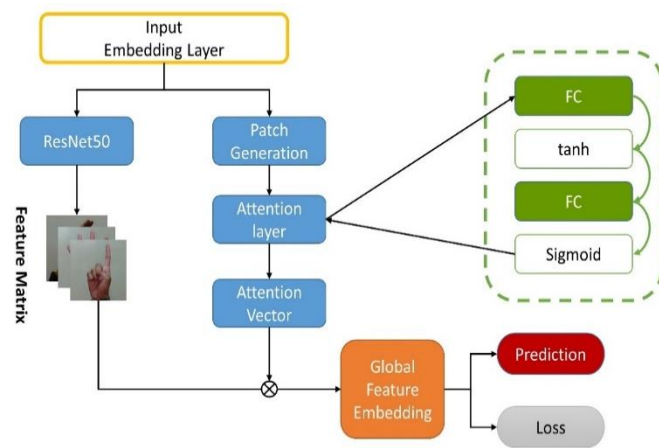 Input
Embedding Layer
ResNet50
Patch
Generation
FC
tanh
FC
Sigmoid
Attention
layer
Feature Matrix
Attention
Vector
Global
Feature
Embedding
Prediction
Loss